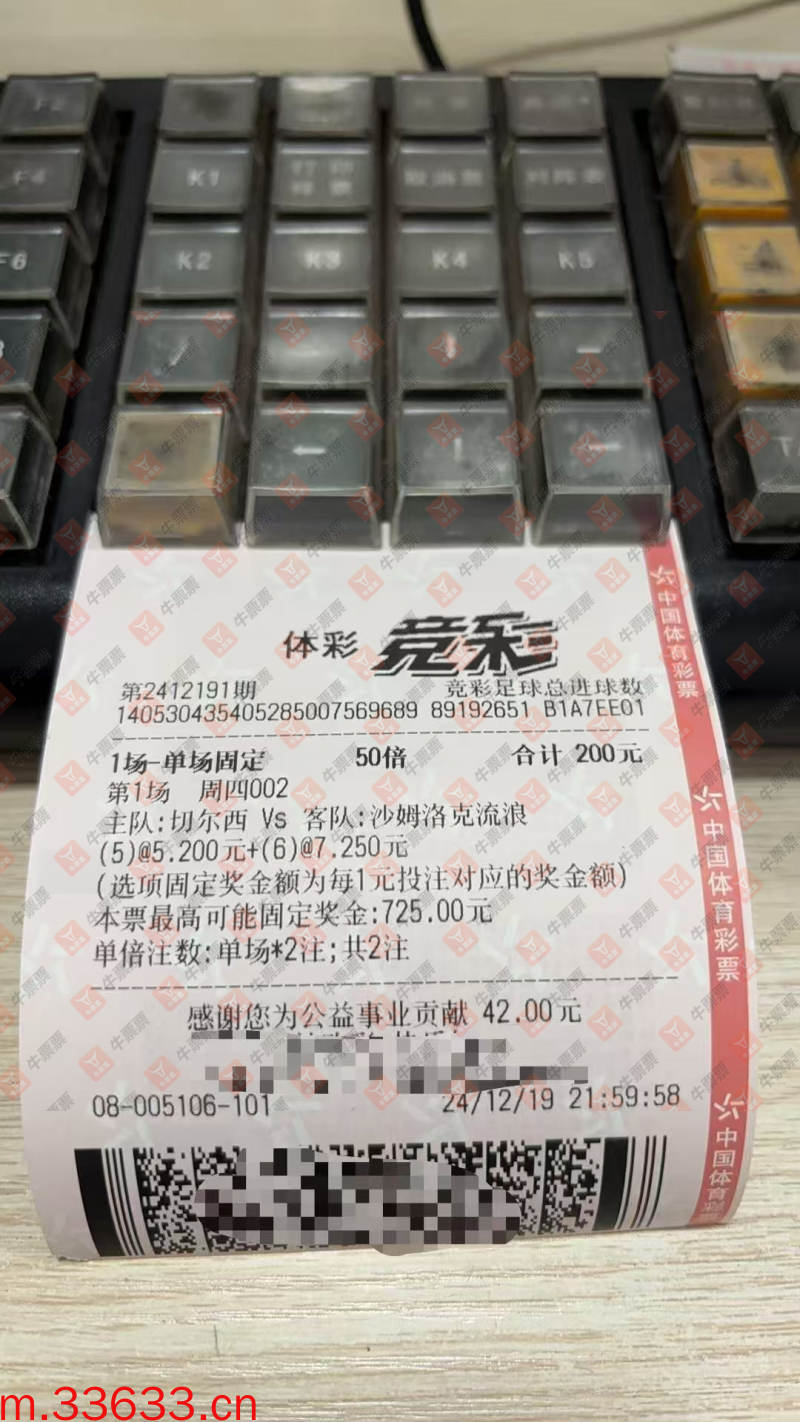 F4
K1
打印
F6
K2
K3
K4
K5
体彩 竞彩
第2412191期 竞彩足球总进球数
140530435405285007569689 89192651 B1A7EE01
1场-单场固定 50倍 合计 200元
第1场 周四002
主队:切尔西 Vs 客队:沙姆洛克流浪
(5)@5.200元+(6)@7.250元
(选项固定奖金额为每1元投注对应的奖金额)
本票最高可能固定奖金:725.00元
单倍注数:单场*2注;共2注
感谢您为公益事业贡献 42.00元
08-005106-101 24/12/19 21:59:58
中国体育彩票
中国体育彩票
中国体育彩票
牛票票
m.33633.cn